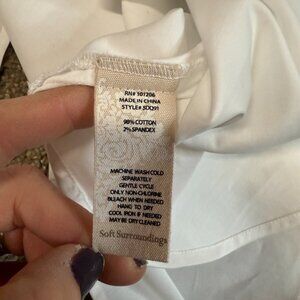 RN# 101206
MADE IN CHINA
STYLE# 3DQ91
98% COTTON
2% SPANDEX
MACHINE WASH COLD
SEPARATELY
GENTLE CYCLE
ONLY NON-CHLORINE
BLEACH WHEN NEEDED
HANG TO DRY
COOL IRON IF NEEDED
MAY BE DRY CLEANED
Soft Surroundings